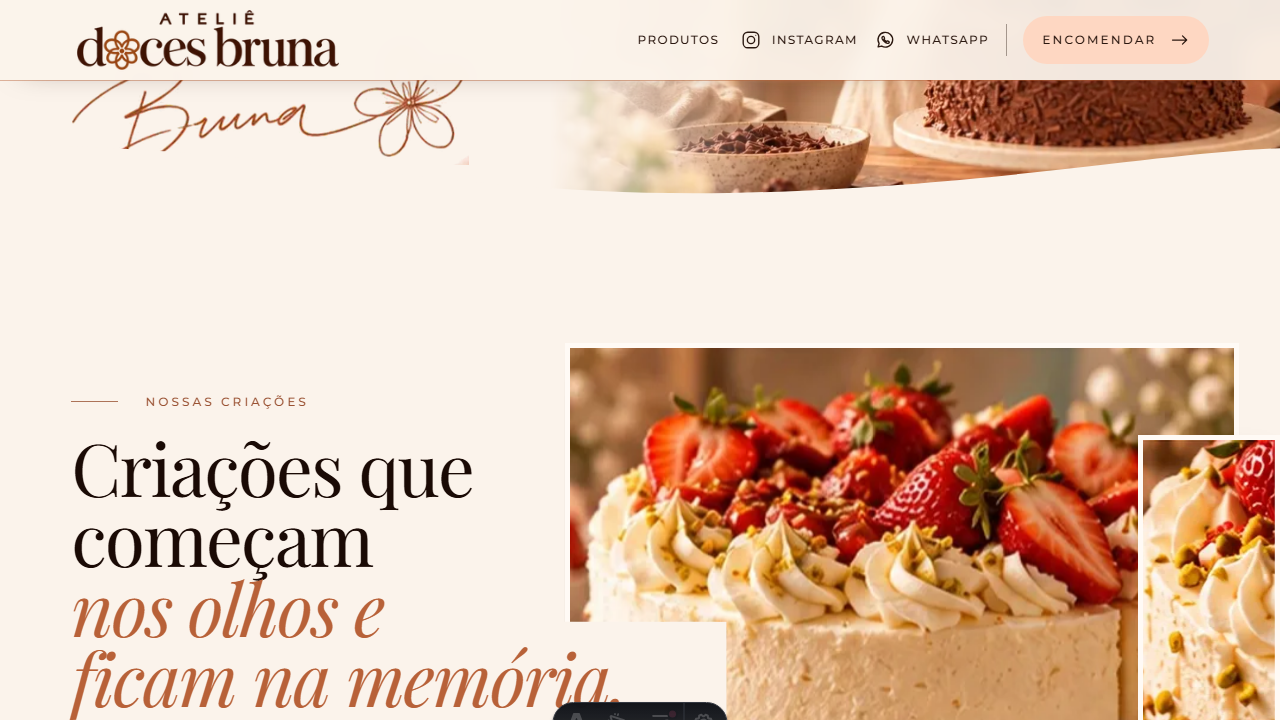 ATELIÊ
doces bruna
PRODUTOS
INSTAGRAM
WHATSAPP
ENCOMENDAR
Bruna
NOSSAS CRIAÇÕES
Criações que
começam
nos olhos e
ficam na memória.